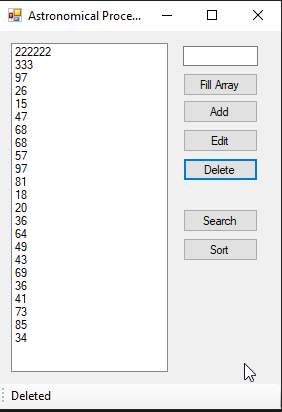 Astronomical Proce...
222222
333
97
26
15
47
68
68
57
97
81
18
20
36
64
49
43
69
36
41
73
85
34
Fill Array
Add
Edit
Delete
Search
Sort
Deleted